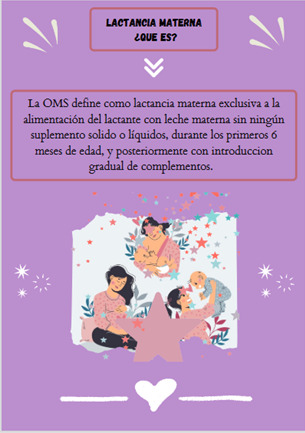 LACTANCIA MATERNA
¿QUE ES?
La OMS define como lactancia materna exclusiva a la
alimentación del lactante con leche materna sin ningún
suplemento solido o líquidos, durante los primeros 6
meses de edad, y posteriormente con introduccion
gradual de complementos.